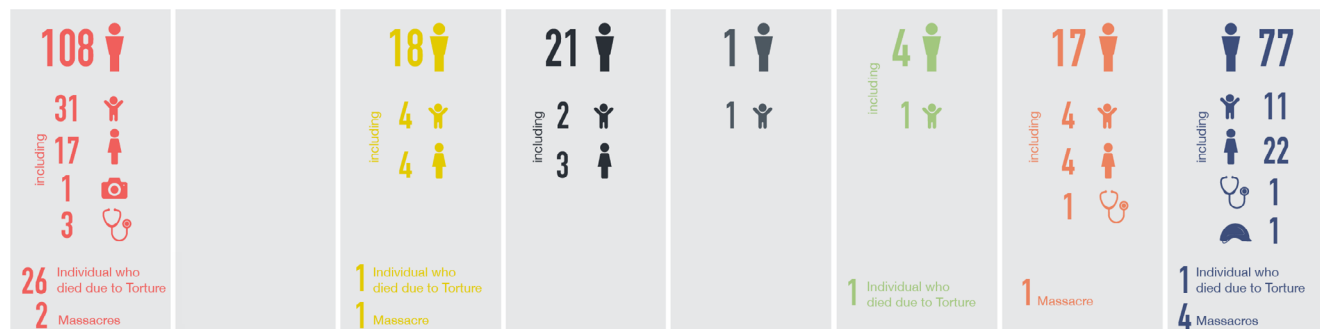 108
31
including
17
1
3
26 Individual who
died due to Torture
2 Massacres
18
including
4
4
1 Individual who
died due to Torture
1 Massacre
21
including
2
3
1
1
4
including
1
1 Individual who
died due to Torture
17
including
4
4
1
1 Massacre
77
including
11
22
1
1
1 Individual who
died due to Torture
4 Massacres